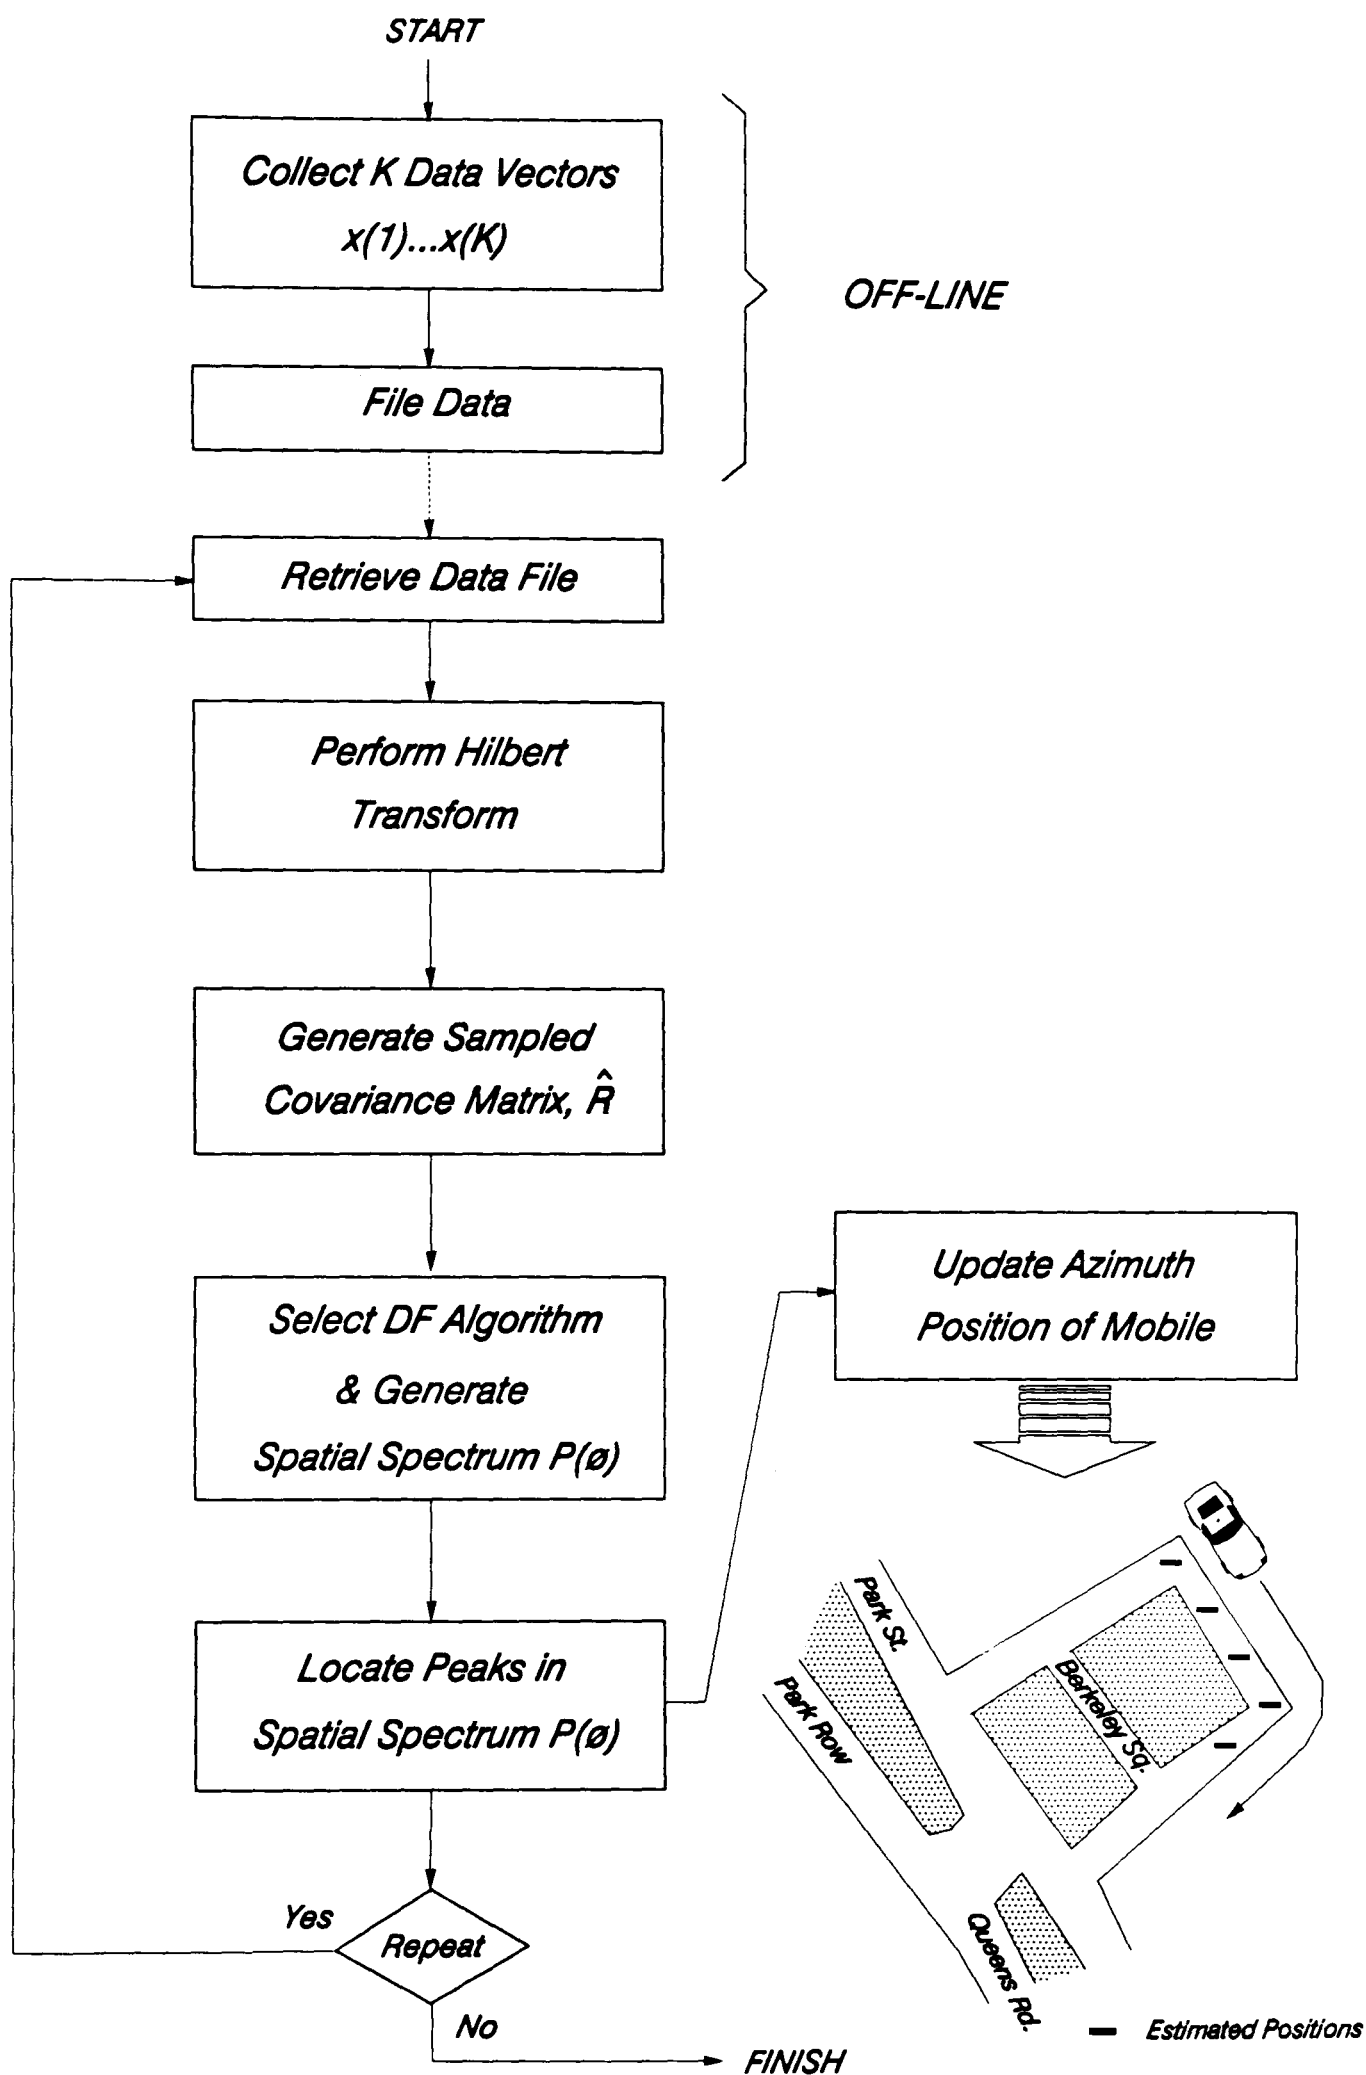 START
Collect K Data Vectors
x(1)...x(K)
OFF-LINE
File Data
Retrieve Data File
Perform Hilbert
Transform
Generate Sampled
Covariance Matrix, R̂
Select DF Algorithm
& Generate
Spatial Spectrum P(ø)
Update Azimuth
Position of Mobile
Locate Peaks in
Spatial Spectrum P(ø)
Park St.
Park Row
Berkeley Sq.
Queens Rd.
Estimated Positions
Yes
Repeat
No
FINISH